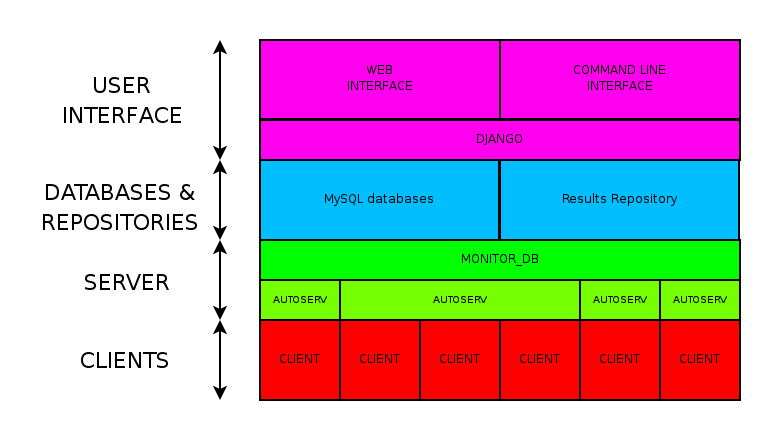 USER
INTERFACE
WEB
INTERFACE
COMMAND LINE
INTERFACE
DJANGO
DATABASES &
REPOSITORIES
MySQL databases
Results Repository
SERVER
MONITOR_DB
AUTOSERV
AUTOSERV
AUTOSERV
AUTOSERV
CLIENTS
CLIENT
CLIENT
CLIENT
CLIENT
CLIENT
CLIENT